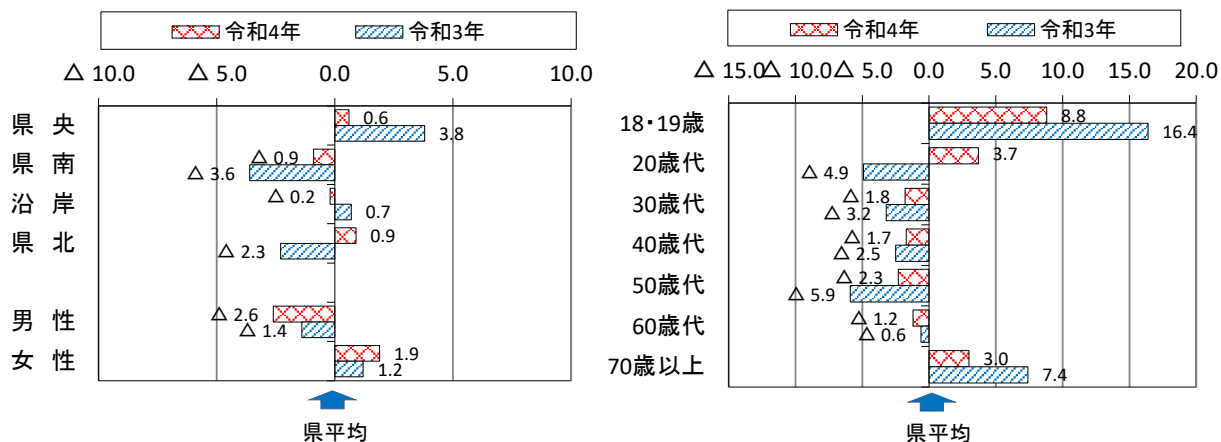 令和4年 令和3年
△ 10.0 △ 5.0 0.0 5.0 10.0
県 央 0.6
3.8
県 南 △ 0.9
△ 3.6
沿 岸 △ 0.2
0.7
県 北 0.9
△ 2.3
男 性 △ 2.6
△ 1.4
女 性 1.9
1.2
県平均
令和4年 令和3年
△ 15.0 △ 10.0 △ 5.0 0.0 5.0 10.0 15.0 20.0
18・19歳 8.8
16.4
20歳代 3.7
△ 4.9
30歳代 △ 1.8
△ 3.2
40歳代 △ 1.7
△ 2.5
50歳代 △ 2.3
△ 5.9
60歳代 △ 1.2
△ 0.6
70歳以上 3.0
7.4
県平均